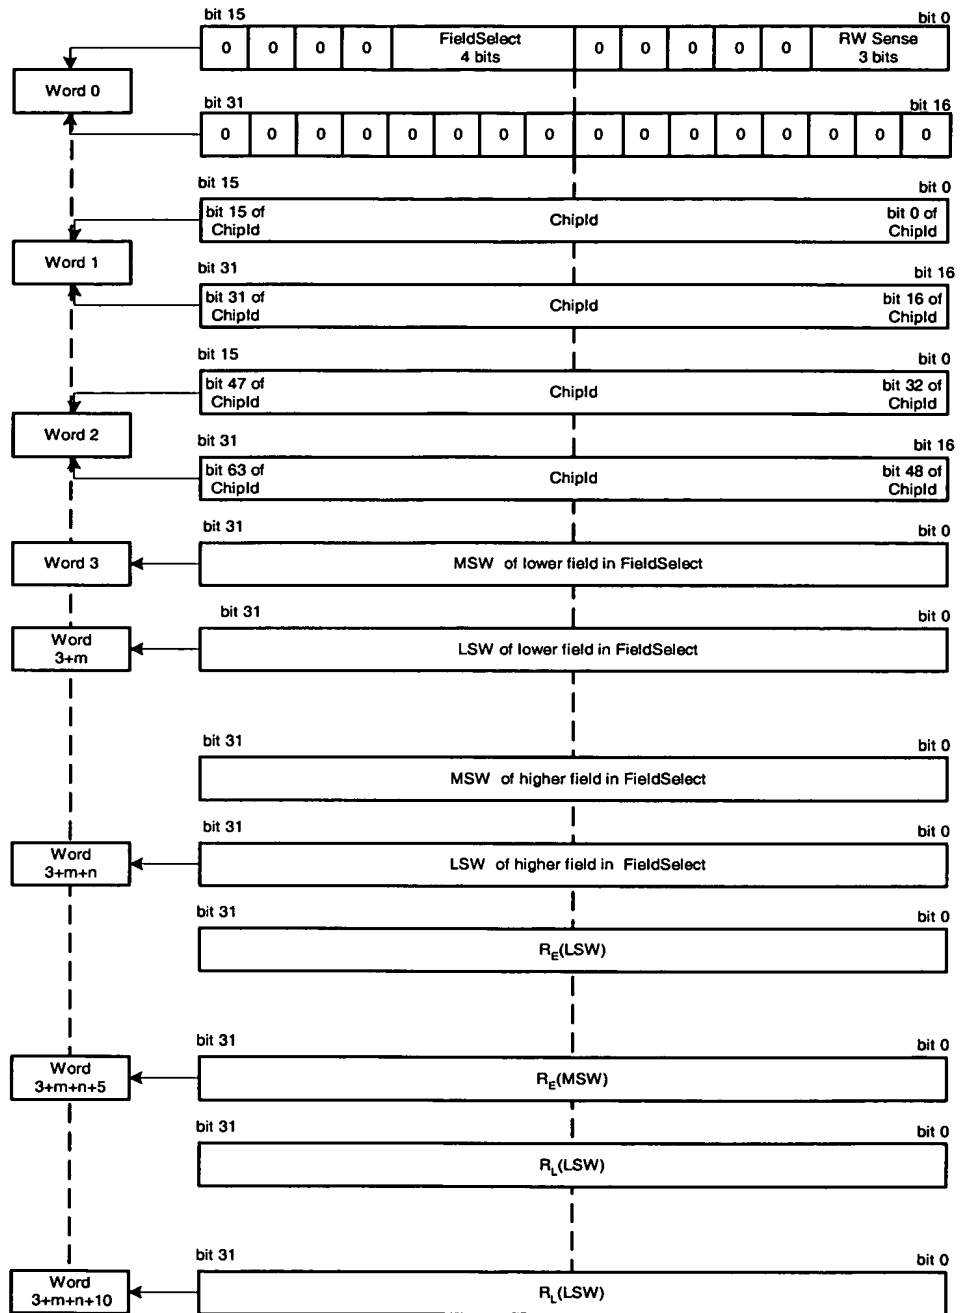 bit 15
bit 0
0 0 0 0 FieldSelect 0 0 0 0 0 RW Sense
4 bits 3 bits
Word 0
bit 31
bit 16
0 0 0 0 0 0 0 0 0 0 0 0 0 0 0 0
bit 15
bit 0
bit 15 of ChipId bit 0 of
ChipId ChipId
Word 1
bit 31
bit 16
bit 31 of ChipId bit 16 of
ChipId ChipId
bit 15
bit 0
bit 47 of ChipId bit 32 of
ChipId ChipId
Word 2
bit 31
bit 16
bit 63 of ChipId bit 48 of
ChipId ChipId
bit 31
bit 0
Word 3
MSW of lower field in FieldSelect
bit 31
bit 0
Word
3+m
LSW of lower field in FieldSelect
bit 31
bit 0
MSW of higher field in FieldSelect
bit 31
bit 0
Word
3+m+n
LSW of higher field in FieldSelect
bit 31
bit 0
RE(LSW)
bit 31
bit 0
Word
3+m+n+5
RE(MSW)
bit 31
bit 0
RL(LSW)
bit 31
bit 0
Word
3+m+n+10
RL(LSW)